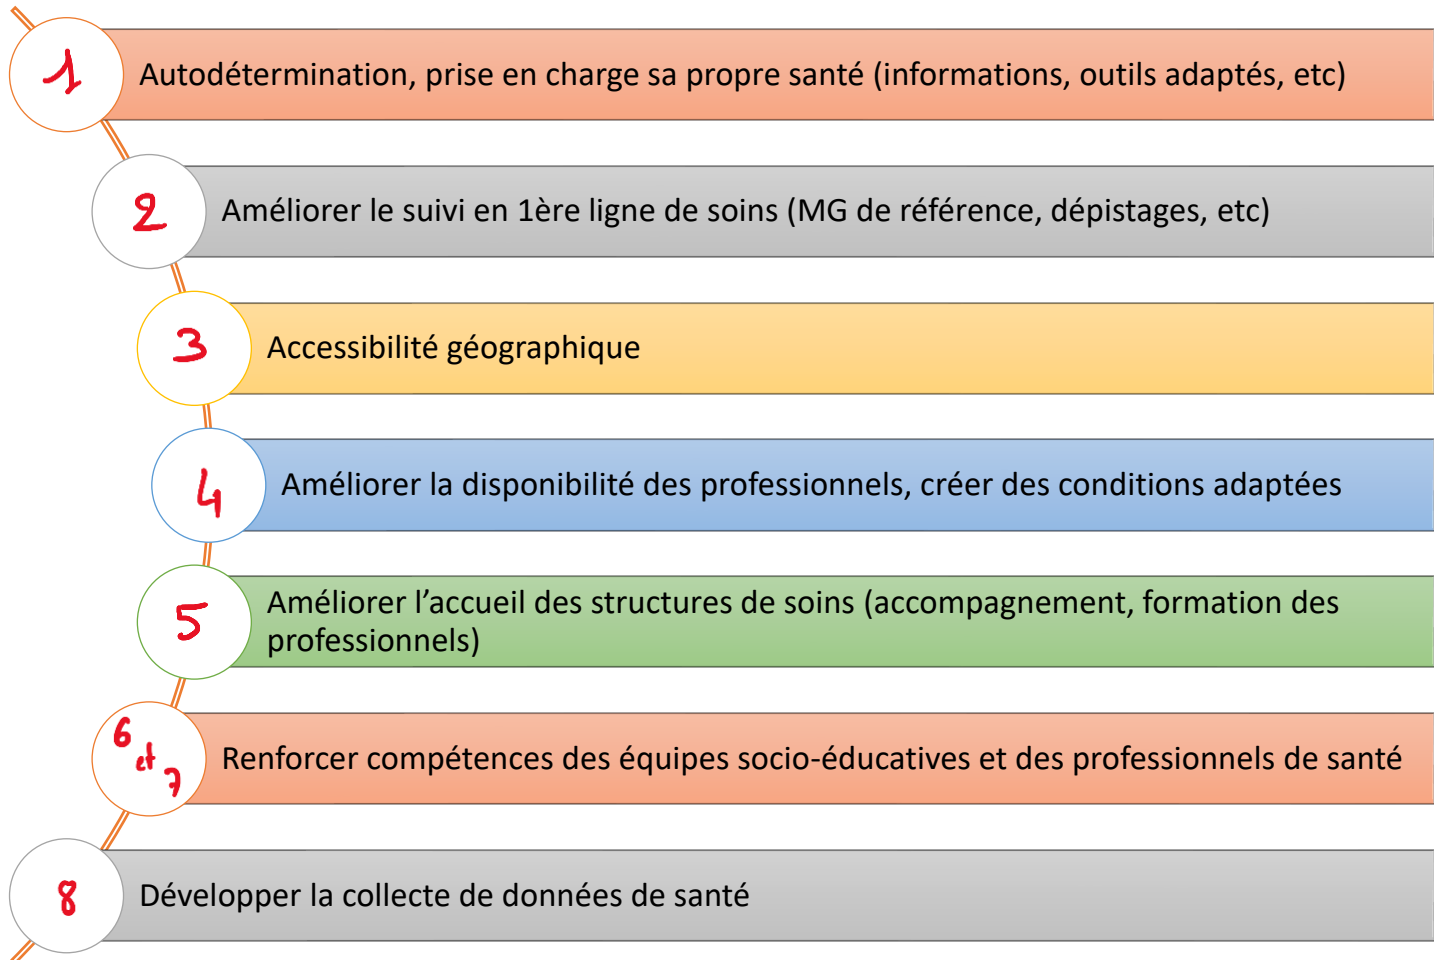 1
Autodétermination, prise en charge sa propre santé (informations, outils adaptés, etc)
2
Améliorer le suivi en 1ère ligne de soins (MG de référence, dépistages, etc)
3
Accessibilité géographique
4
Améliorer la disponibilité des professionnels, créer des conditions adaptées
5
Améliorer l’accueil des structures de soins (accompagnement, formation des
professionnels)
6
et
7
Renforcer compétences des équipes socio-éducatives et des professionnels de santé
8
Développer la collecte de données de santé